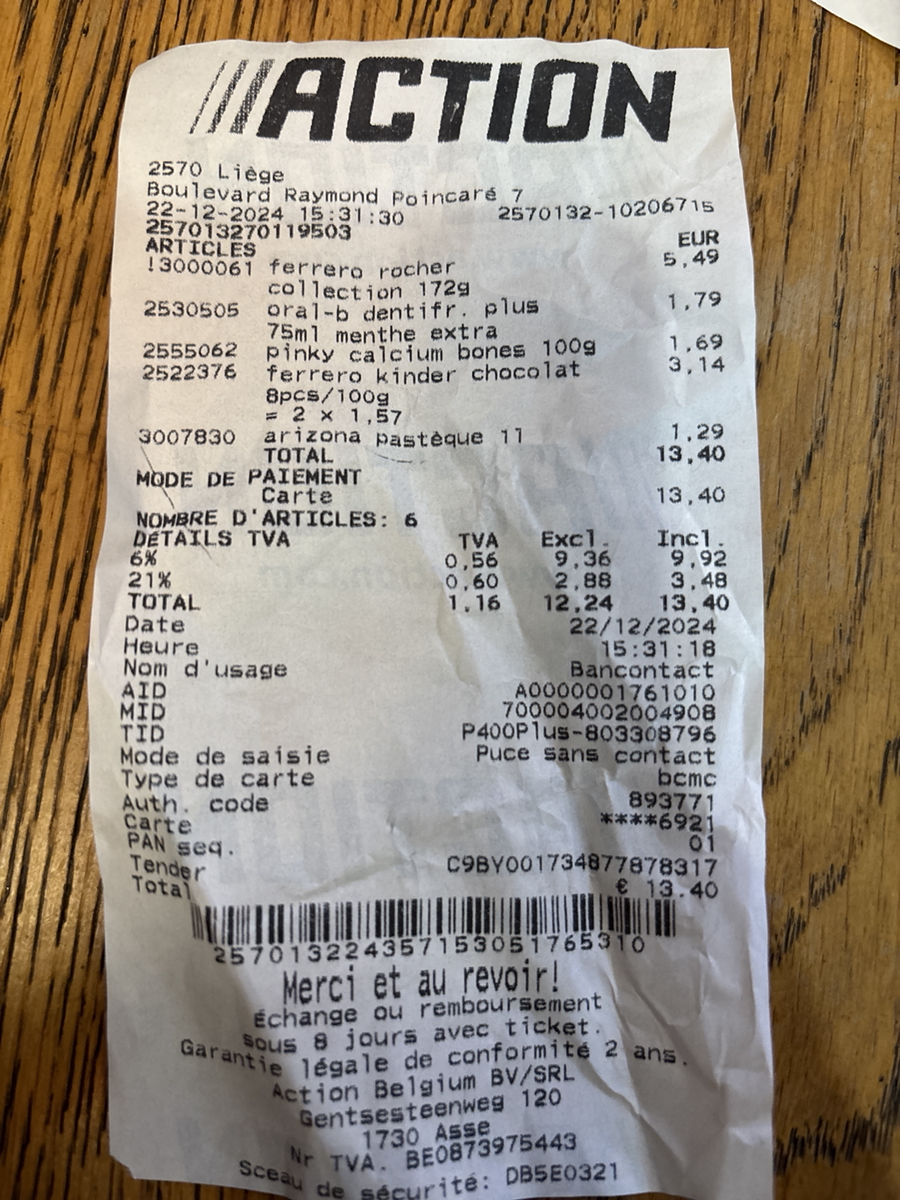 ACTION
2570 Liège
Boulevard Raymond Poincaré 7
22-12-2024 15:31:30 2570132-10206715
257013270119503
ARTICLES EUR
!3000061 ferrero rocher 5,49
collection 172g
2530505 oral-b dentifr. plus 1,79
75ml menthe extra
2555062 pinky calcium bones 100g 1,69
2522376 ferrero kinder chocolat 3,14
8pcs/100g
= 2 x 1,57
3007830 arizona pastèque 1l 1,29
TOTAL 13,40
MODE DE PAIEMENT
Carte 13,40
NOMBRE D'ARTICLES: 6
DÉTAILS TVA TVA Excl. Incl.
6% 0,56 9,36 9,92
21% 0,60 2,88 3,48
TOTAL 1,16 12,24 13,40
Date 22/12/2024
Heure 15:31:18
Nom d'usage Bancontact
AID A0000001761010
MID 700004002004908
TID P400Plus-803308796
Mode de saisie Puce sans contact
Type de carte bcmc
Auth. code 893771
Carte ****6921
PAN seq. 01
Tender C9BY001734877878317
Total € 13.40
257013224357153051765310
Merci et au revoir!
Échange ou remboursement
sous 8 jours avec ticket.
Garantie légale de conformité 2 ans.
Action Belgium BV/SRL
Gentsesteenweg 120
1730 Asse
Nr TVA. BE0873975443
Sceau de sécurité: DB5E0321